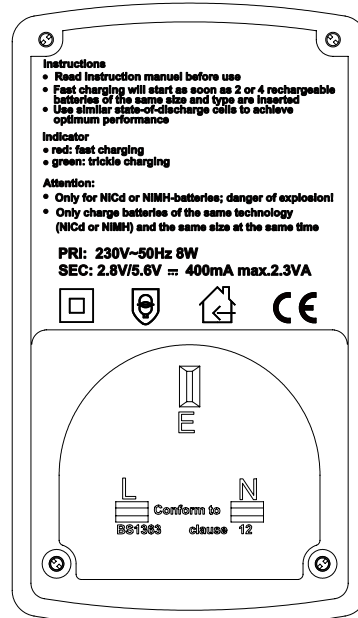 Instructions
• Read instruction manuel before use
• Fast charging will start as soon as 2 or 4 rechargeable
batteries of the same size and type are inserted
• Use similar state-of-discharge cells to achieve
optimum performance
Indicator
• red: fast charging
• green: trickle charging
Attention:
• Only for NICd or NIMH-batteries; danger of explosion!
• Only charge batteries of the same technology
(NICd or NIMH) and the same size at the same time
PRI: 230V~50Hz 8W
SEC: 2.8V/5.6V ⎓ 400mA max.2.3VA
CE
E
L N
Conform to
BS1363 clause 12